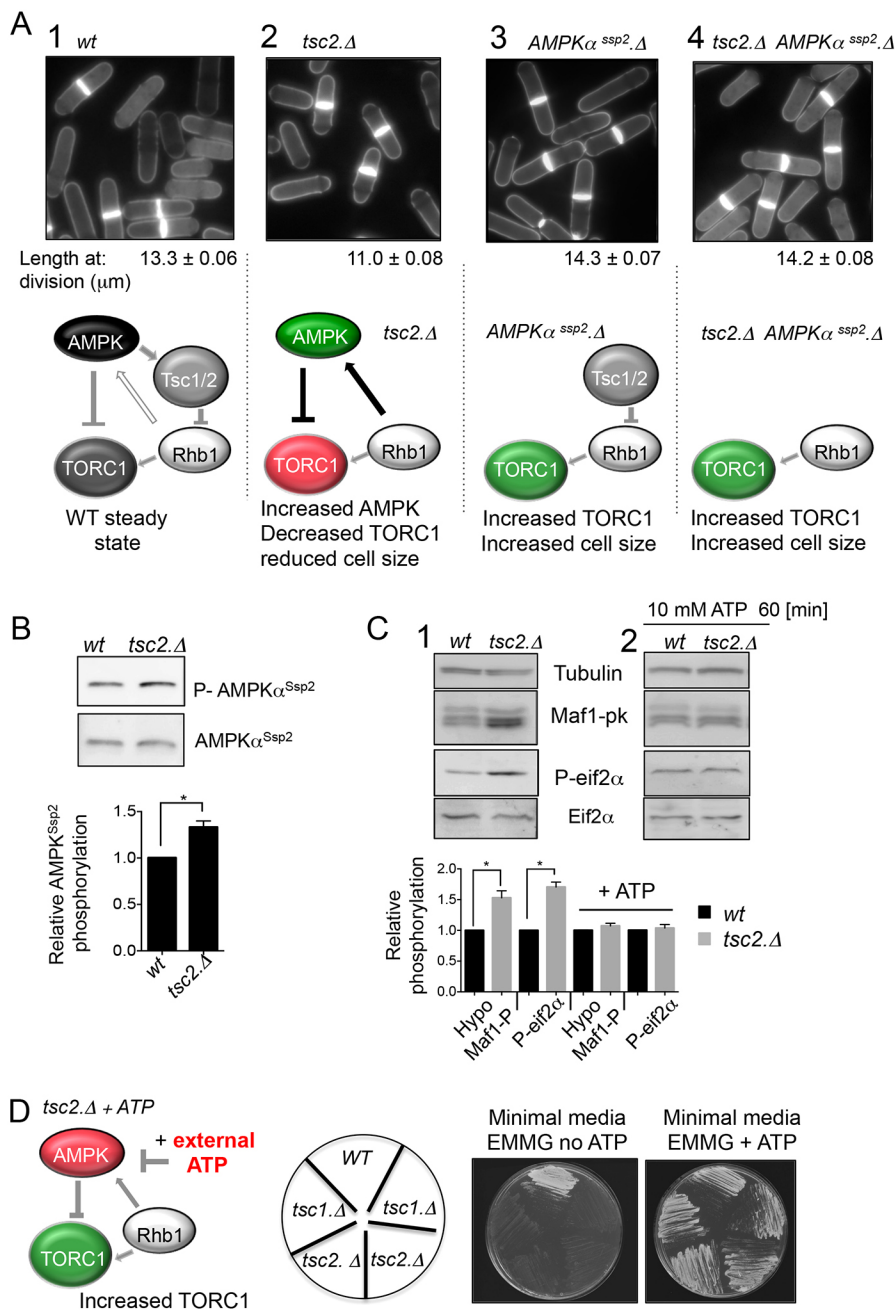 A
1 wt
2 tsc2.Δ
3 AMPKα ssp2.Δ
4 tsc2.Δ AMPKα ssp2.Δ
Length at: 13.3 ± 0.06 11.0 ± 0.08 14.3 ± 0.07 14.2 ± 0.08
division (μm)
AMPK
Tsc1/2
TORC1
Rhb1
WT steady
state
tsc2.Δ
AMPK
TORC1
Rhb1
Increased AMPK
Decreased TORC1
reduced cell size
AMPKα ssp2.Δ
Tsc1/2
TORC1
Rhb1
Increased TORC1
Increased cell size
tsc2.Δ AMPKα ssp2.Δ
TORC1
Rhb1
Increased TORC1
Increased cell size
B
wt tsc2.Δ
P- AMPKαSsp2
AMPKαSsp2
Relative AMPKSsp2
phosphorylation
1.5
1.0
0.5
0.0
*
wt
tsc2.Δ
C
1
wt tsc2.Δ
10 mM ATP 60 [min]
2
wt tsc2.Δ
Tubulin
Maf1-pk
P-eif2α
Eif2α
Relative
phosphorylation
2.0
1.5
1.0
0.5
0.0
*
*
+ ATP
wt
tsc2.Δ
Hypo
Maf1-P
P-eif2α
Hypo
Maf1-P
P-eif2α
D
tsc2.Δ + ATP
AMPK
+ external
ATP
Rhb1
TORC1
Increased TORC1
WT
tsc1.Δ
tsc1.Δ
tsc2. Δ
tsc2.Δ
Minimal media
EMMG no ATP
Minimal media
EMMG + ATP